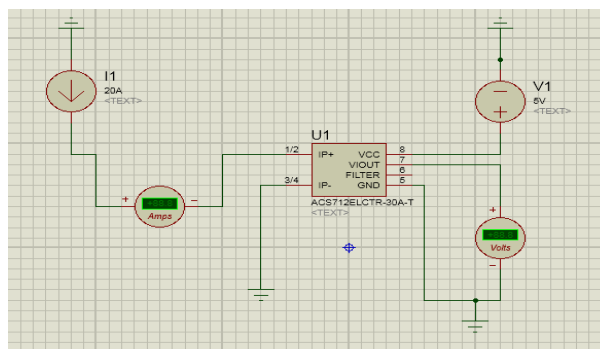 I1
20A
<TEXT>
+
−
Amps
U1
1/2
IP+
3/4
IP-
VCC
8
VIOUT
7
FILTER
6
GND
5
ACS712ELCTR-30A-T
<TEXT>
V1
5V
<TEXT>
−
+
+
Volts
−